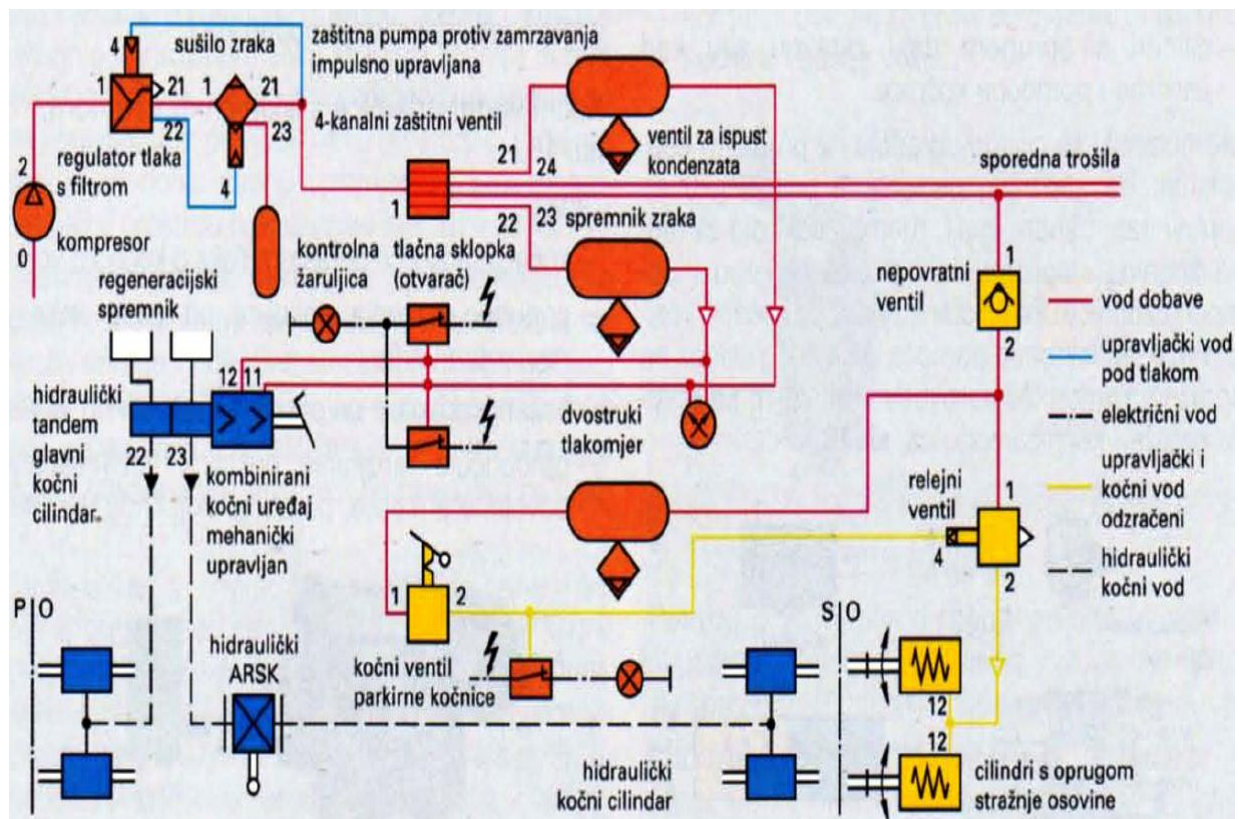 4
sušilo zraka
zaštitna pumpa protiv zamrzavanja
impulsno upravljana
1
21
1
21
22
23
4-kanalni zaštitni ventil
2
regulator tlaka
s filtrom
4
21
24
ventil za ispust
kondenzata
sporedna trošila
1
22
23
spremnik zraka
kompresor
0
kontrolna
žaruljica
tlačna sklopka
(otvarač)
regeneracijski
spremnik
1
nepovratni
ventil
2
vod dobave
upravljački vod
pod tlakom
električni vod
upravljački i
kočni vod
odzračeni
hidraulički
kočni vod
12
11
hidraulički
tandem
glavni
kočni
cilindar
22
23
kombinirani
kočni uređaj
mehanički
upravljan
dvostruki
tlakomjer
relejni
ventil
1
4
2
1
2
P O
S O
hidraulički
ARSK
kočni ventil
parkirne kočnice
12
12
hidraulički
kočni cilindar
cilindri s oprugom
stražnje osovine